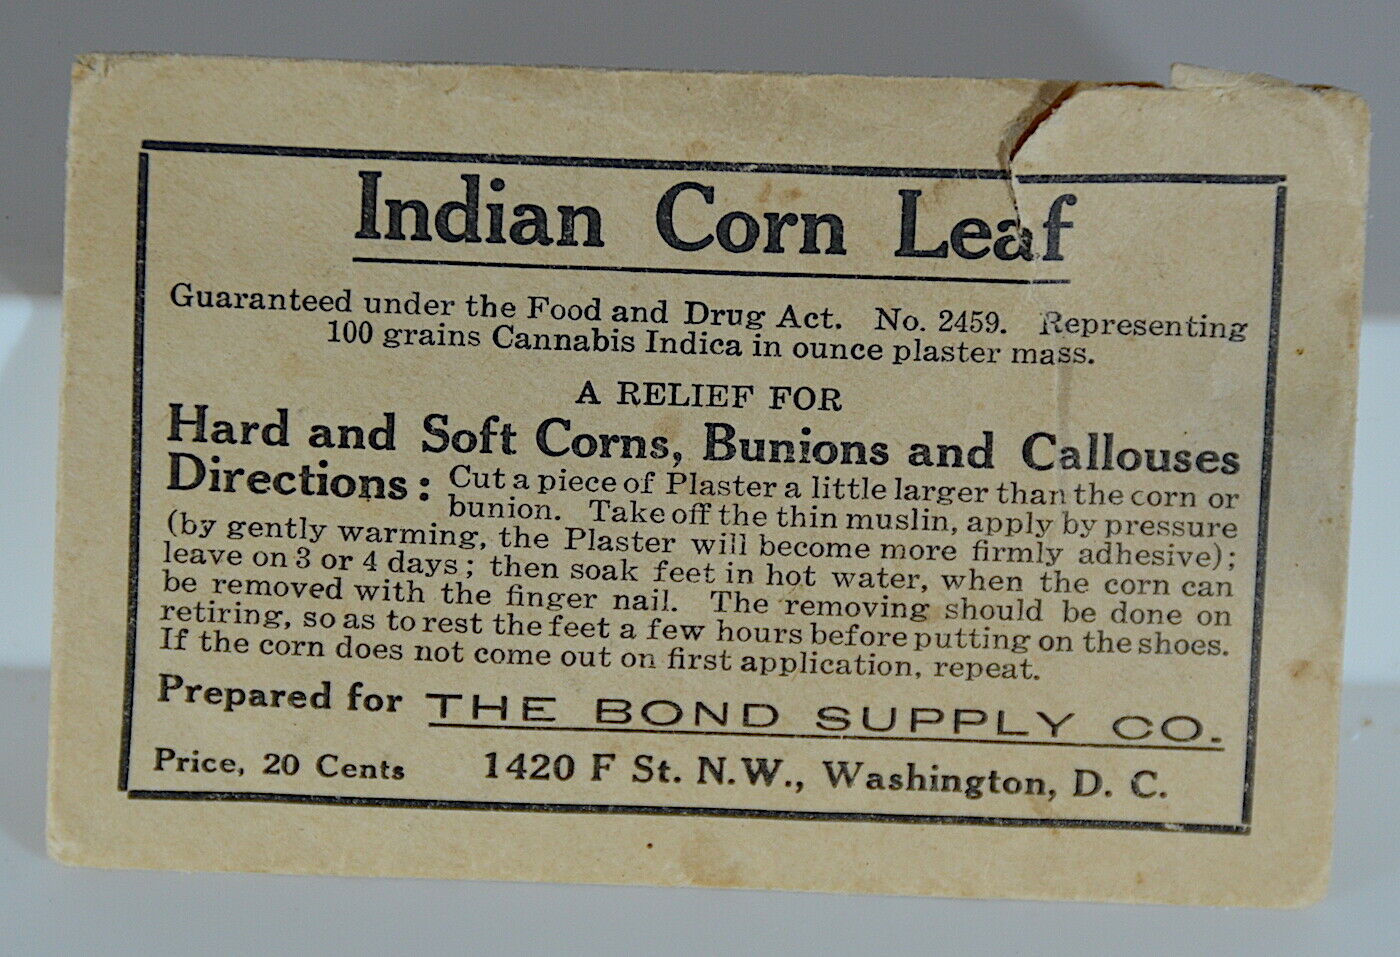 Indian Corn Leaf
Guaranteed under the Food and Drug Act. No. 2459. Representing
100 grains Cannabis Indica in ounce plaster mass.
A RELIEF FOR
Hard and Soft Corns, Bunions and Callouses
Directions: Cut a piece of Plaster a little larger than the corn or
bunion. Take off the thin muslin, apply by pressure
(by gently warming, the Plaster will become more firmly adhesive);
leave on 3 or 4 days; then soak feet in hot water, when the corn can
be removed with the finger nail. The removing should be done on
retiring, so as to rest the feet a few hours before putting on the shoes.
If the corn does not come out on first application, repeat.
Prepared for THE BOND SUPPLY CO.
Price, 20 Cents 1420 F St. N.W., Washington, D. C.